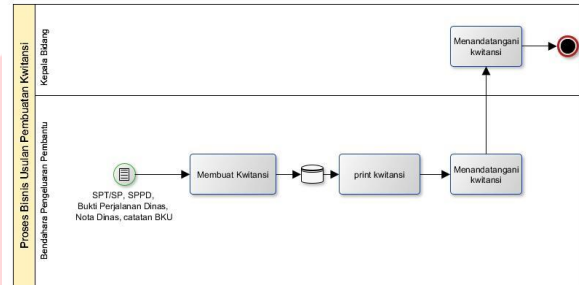 Proses Bisnis Usulan Pembuatan Kwitansi
Kepala Bidang
Menandatangani
kwitansi
Bendahara Pengeluaran Pembantu
SPT/SP, SPPD,
Bukti Perjalanan Dinas,
Nota Dinas, catatan BKU
Membuat Kwitansi
print kwitansi
Menandatangani
kwitansi